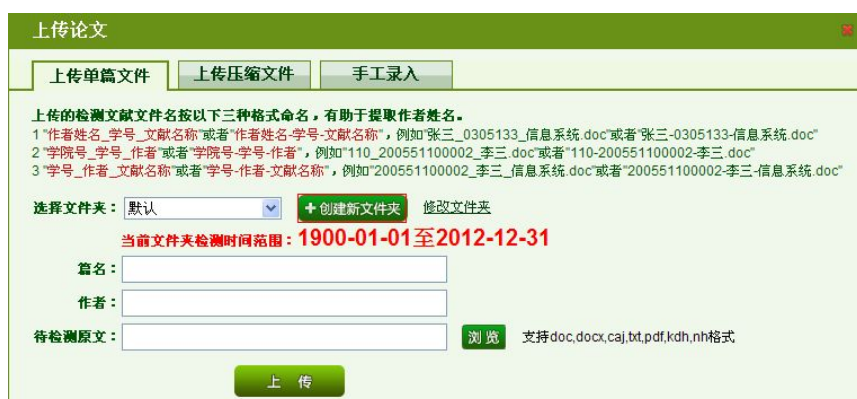 上传论文
上传单篇文件 上传压缩文件 手工录入
上传的检测文献文件名按以下三种格式命名，有助于提取作者姓名。
1 "作者姓名_学号_文献名称"或者"作者姓名-学号-文献名称"，例如"张三_0305133_信息系统.doc"或者"张三-0305133-信息系统.doc"
2 "学院号_学号_作者"或者"学院号-学号-作者"，例如"110_200551100002_李三.doc"或者"110-200551100002-李三.doc"
3 "学号_作者_文献名称"或者"学号-作者-文献名称"，例如"200551100002_李三_信息系统.doc"或者"200551100002-李三-信息系统.doc"
选择文件夹： 默认 +创建新文件夹 修改文件夹
当前文件夹检测时间范围：1900-01-01至2012-12-31
篇名：
作者：
待检测原文： 浏览 支持doc,docx,caj,txt,pdf,kdh,nh格式
上 传